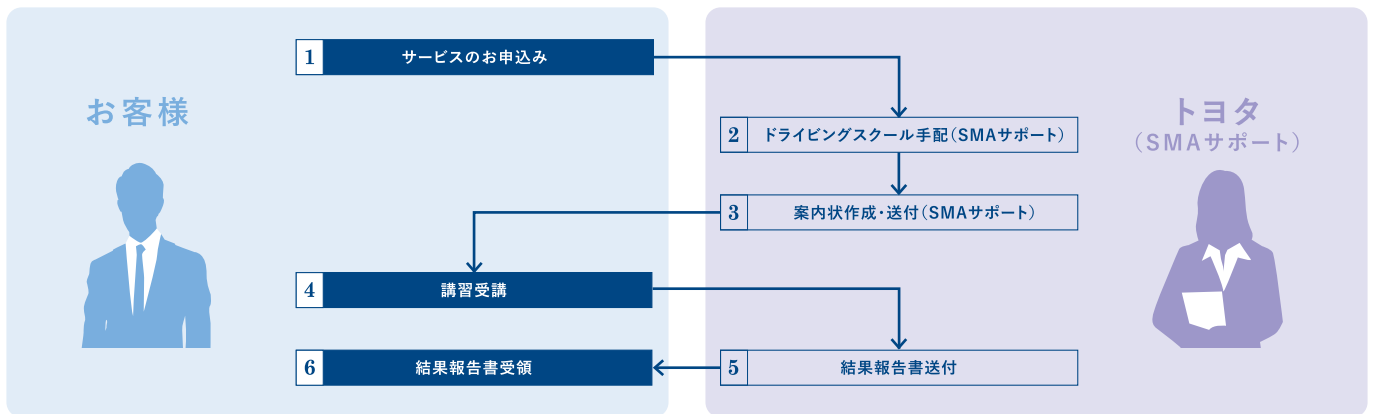 お客様
1 サービスのお申込み
トヨタ
(SMAサポート)
2 ドライビングスクール手配(SMAサポート)
3 案内状作成・送付(SMAサポート)
4 講習受講
5 結果報告書送付
6 結果報告書受領